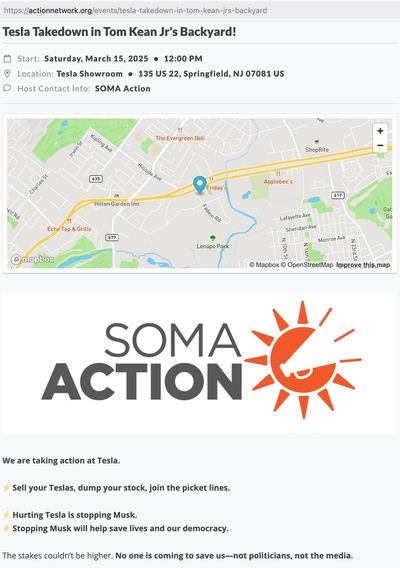 https://actionnetwork.org/events/tesla-takedown-in-tom-kean-jrs-backyard
Tesla Takedown in Tom Kean Jr's Backyard!
Start: Saturday, March 15, 2025 • 12:00 PM
Location: Tesla Showroom • 135 US 22, Springfield, NJ 07081 US
Host Contact Info: SOMA Action
The Evergreen Deli
Kipling Ave
Irwin St
Hillside Ave
ShopRite
635
Charles St
Friday's
Applebee's
Hilton Garden Inn
617
Fadem Rd
Hill Rd
Echo Tap & Grille
577
Lafayette Ave
Sheridan Ave
Monroe Ave
N 10th St
Lenape Park
+
−
mapbox
© Mapbox © OpenStreetMap Improve this map
SOMA
ACTION
We are taking action at Tesla.
⚡ Sell your Teslas, dump your stock, join the picket lines.
⚡ Hurting Tesla is stopping Musk.
⚡ Stopping Musk will help save lives and our democracy.
The stakes couldn't be higher. No one is coming to save us—not politicians, not the media.